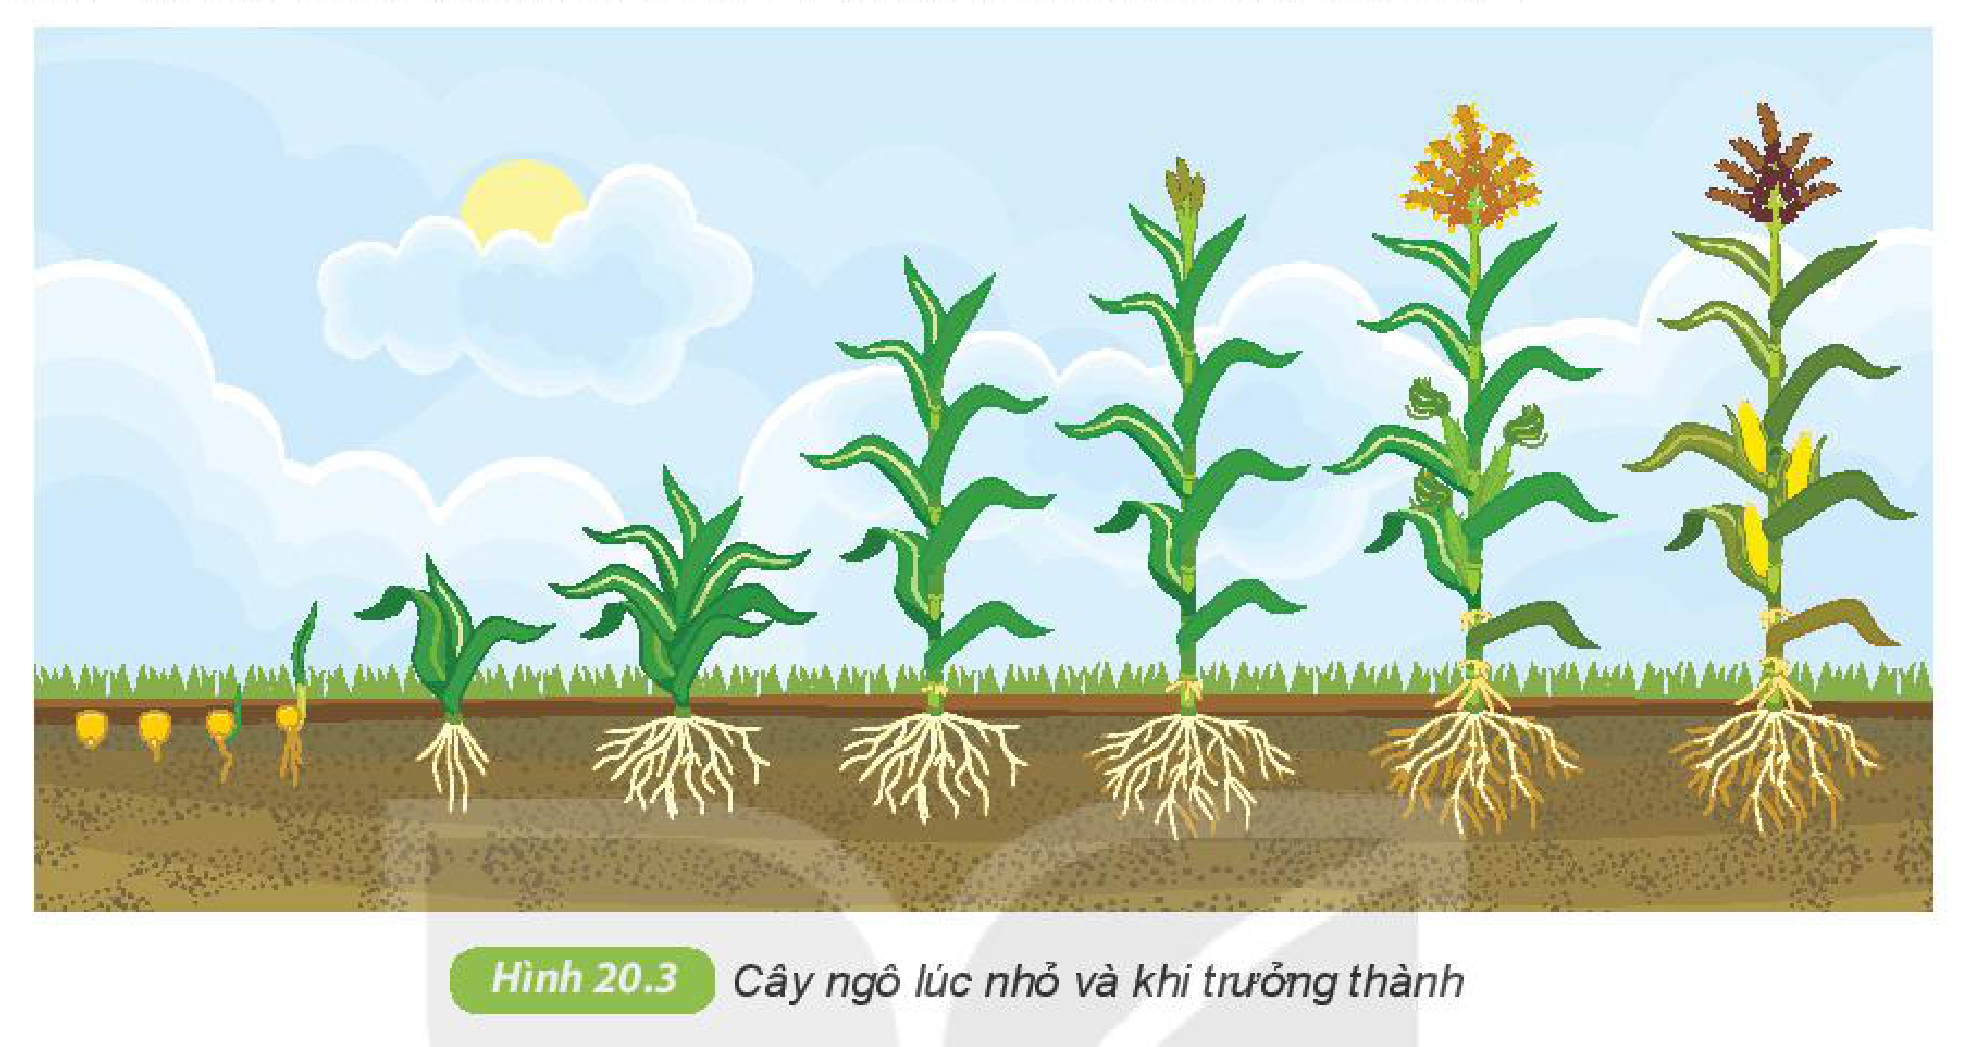 Hình 20.3 Cây ngô lúc nhỏ và khi trưởng thành